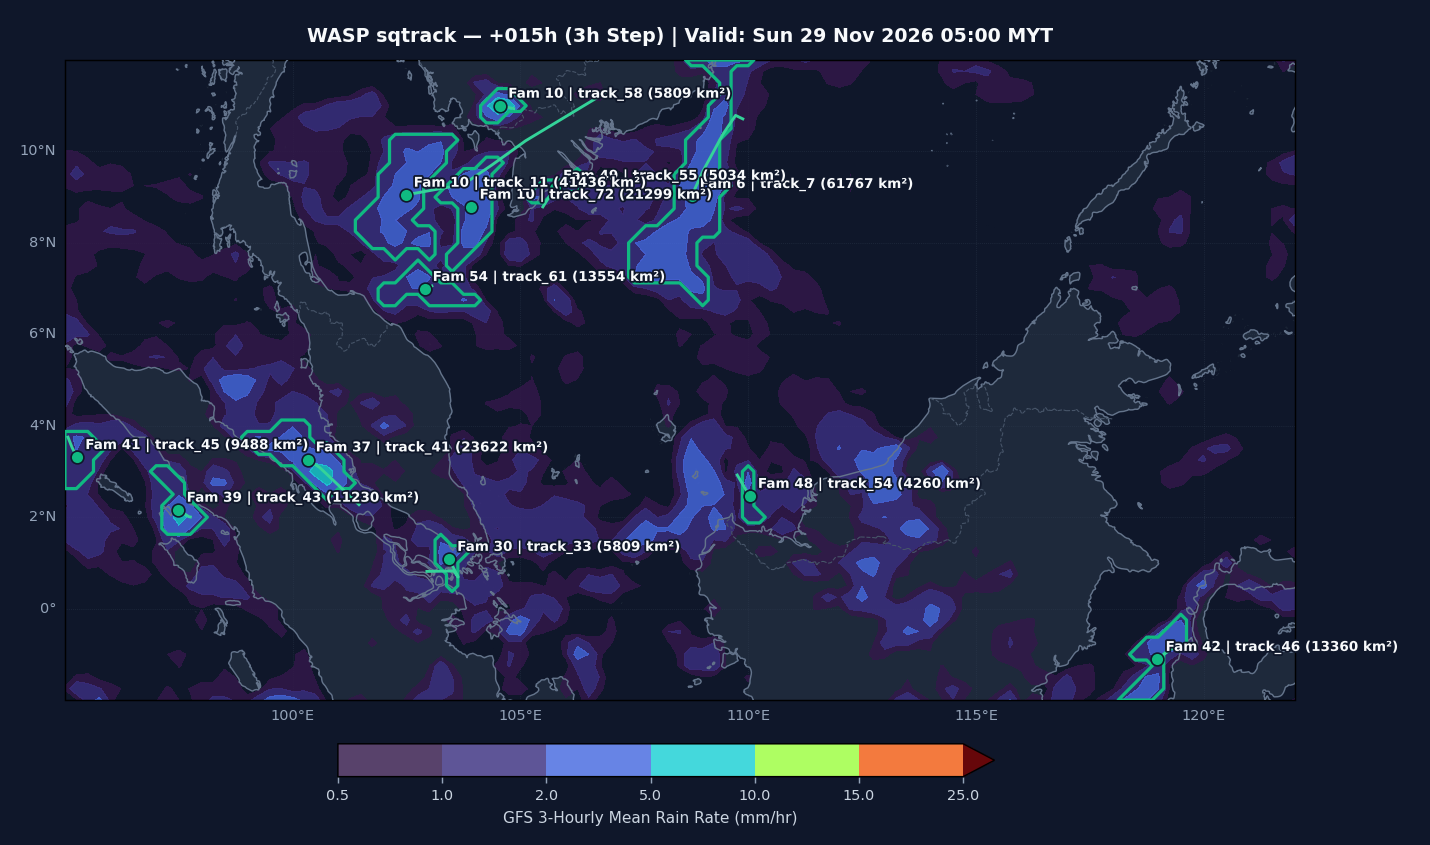 WASP sqtrack — +015h (3h Step) | Valid: Sun 29 Nov 2026 05:00 MYT
Fam 10 | track_58 (5809 km²)
10°N
Fam 49 | track_55 (5034 km²)
Fam 10 | track_11 (41436 km²)
Fam 6 | track_7 (61767 km²)
Fam 10 | track_72 (21299 km²)
8°N
Fam 54 | track_61 (13554 km²)
6°N
4°N
Fam 41 | track_45 (9488 km²)
Fam 37 | track_41 (23622 km²)
Fam 48 | track_54 (4260 km²)
Fam 39 | track_43 (11230 km²)
2°N
Fam 30 | track_33 (5809 km²)
0°
Fam 42 | track_46 (13360 km²)
100°E 105°E 110°E 115°E 120°E
0.5 1.0 2.0 5.0 10.0 15.0 25.0
GFS 3-Hourly Mean Rain Rate (mm/hr)